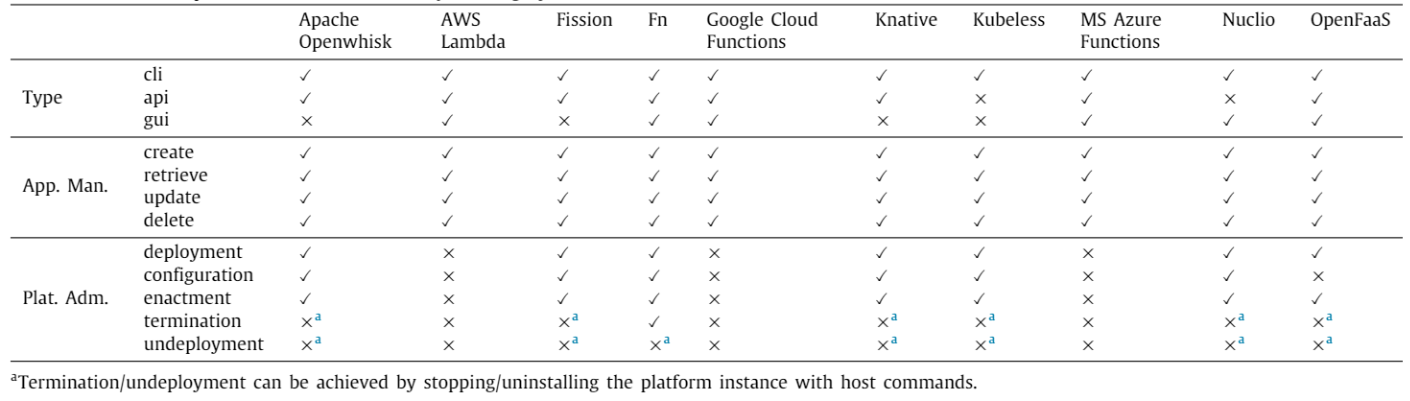 Apache Openwhisk AWS Lambda Fission Fn Google Cloud Functions Knative Kubeless MS Azure Functions Nuclio OpenFaaS
Type
cli ✓ ✓ ✓ ✓ ✓ ✓ ✓ ✓ ✓ ✓
api ✓ ✓ ✓ ✓ ✓ ✓ × ✓ × ✓
gui × ✓ × ✓ ✓ × × ✓ ✓ ✓
App. Man.
create ✓ ✓ ✓ ✓ ✓ ✓ ✓ ✓ ✓ ✓
retrieve ✓ ✓ ✓ ✓ ✓ ✓ ✓ ✓ ✓ ✓
update ✓ ✓ ✓ ✓ ✓ ✓ ✓ ✓ ✓ ✓
delete ✓ ✓ ✓ ✓ ✓ ✓ ✓ ✓ ✓ ✓
Plat. Adm.
deployment ✓ × ✓ ✓ × ✓ ✓ × ✓ ✓
configuration ✓ × ✓ ✓ × ✓ ✓ × ✓ ×
enactment ✓ × ✓ ✓ × ✓ ✓ × ✓ ✓
termination ×a × ×a ✓ × ×a ×a × ×a ×a
undeployment ×a × ×a ×a × ×a ×a × ×a ×a
aTermination/undeployment can be achieved by stopping/uninstalling the platform instance with host commands.